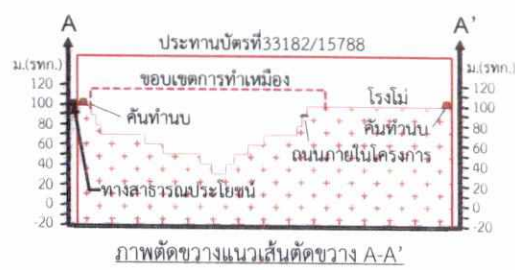 A A'
ประทานบัตรที่33182/15788
ม.(รทก.) ม.(รทก.)
ขอบเขตการทำเหมือง
120 120
โรงโม่
100 100
คันทำนบ คันทำนบ
80 80
60 ถนนภายในโครงการ 60
40 40
20 ทางสาธารณประโยชน์ 20
0 0
-20 -20
ภาพตัดขวางแนวเส้นตัดขวาง A-A'